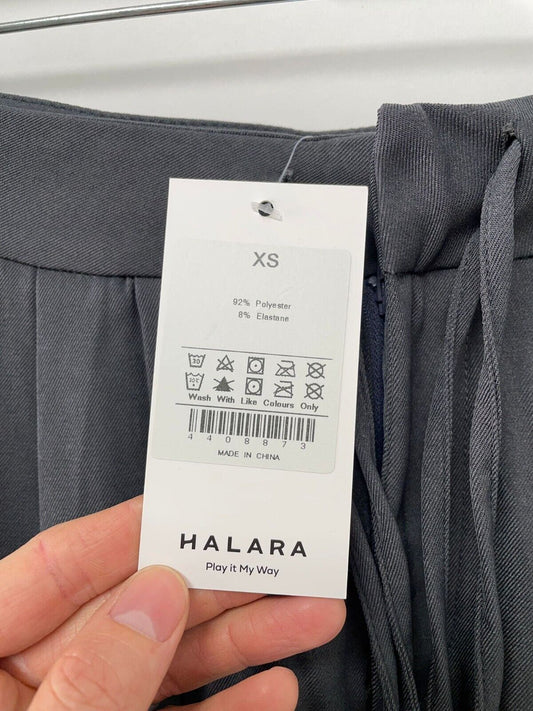 XS
92% Polyester
8% Elastane
Wash With Like Colours Only
4408873
MADE IN CHINA
HALARA
Play it My Way